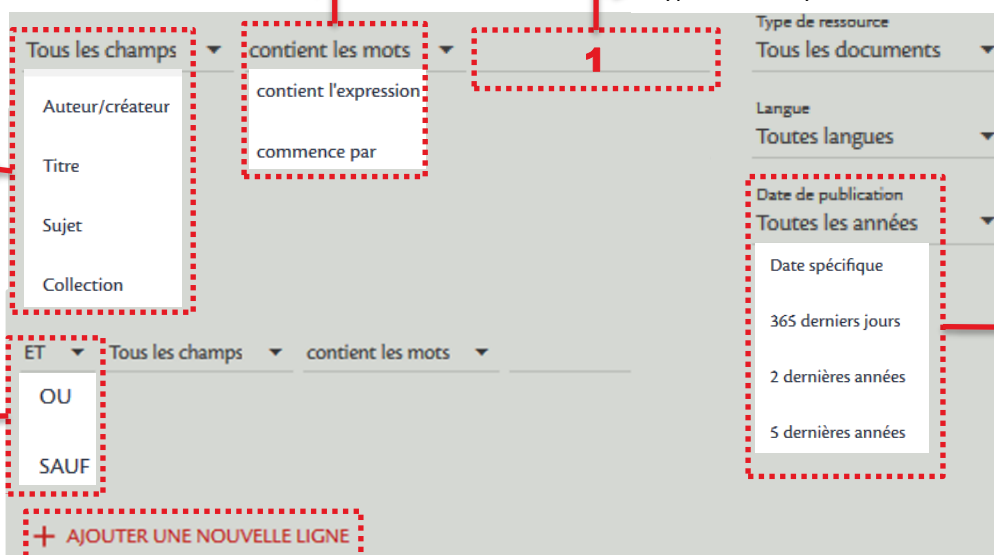 Tous les champs
contient les mots
1
Auteur/créateur
Titre
Sujet
Collection
contient l'expression
commence par
Type de ressource
Tous les documents
Langue
Toutes langues
Date de publication
Toutes les années
Date spécifique
365 derniers jours
2 dernières années
5 dernières années
ET Tous les champs contient les mots
OU
SAUF
+ AJOUTER UNE NOUVELLE LIGNE